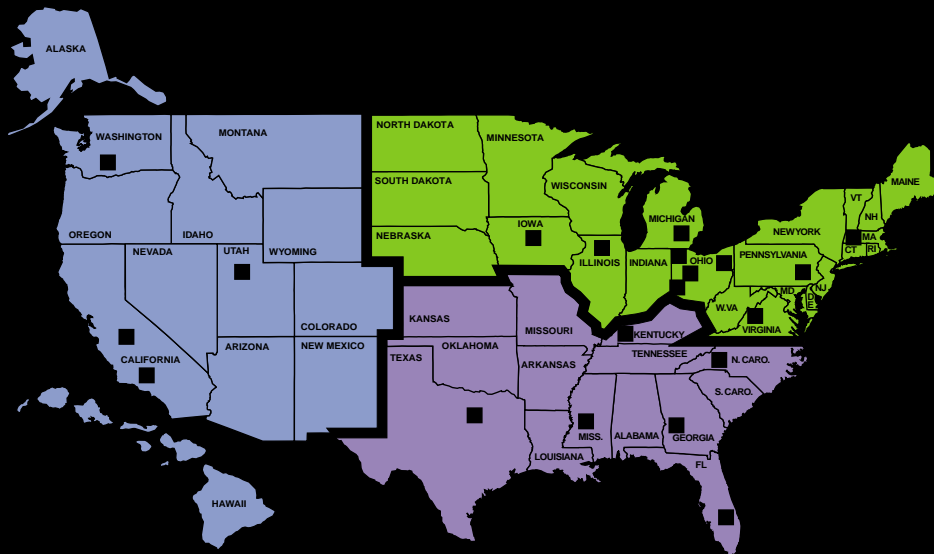 ALASKA
WASHINGTON
MONTANA
NORTH DAKOTA
MINNESOTA
SOUTH DAKOTA
WISCONSIN
MAINE
VT
NH
OREGON
IDAHO
NEBRASKA
IOWA
MICHIGAN
NEWYORK
MA
NEVADA
UTAH
WYOMING
ILLINOIS
INDIANA
OHIO
PENNSYLVANIA
CT
RI
NJ
MD
D
E
W.VA
COLORADO
KANSAS
MISSOURI
KENTUCKY
VIRGINIA
CALIFORNIA
ARIZONA
NEW MEXICO
TEXAS
OKLAHOMA
ARKANSAS
TENNESSEE
N. CARO.
S. CARO.
MISS.
ALABAMA
GEORGIA
LOUISIANA
FL
HAWAII